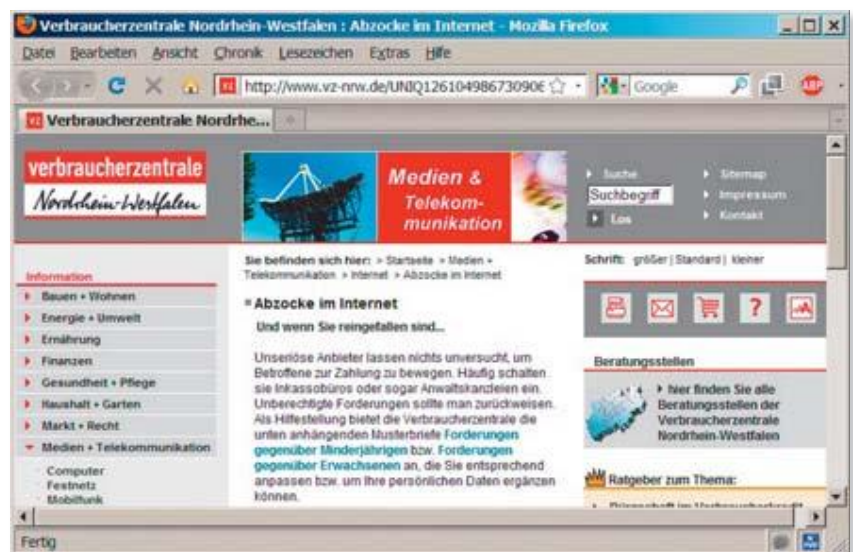 Verbraucherzentrale Nordrhein-Westfalen : Abzocke im Internet - Mozilla Firefox
Datei Bearbeiten Ansicht Chronik Lesezeichen Extras Hilfe
http://www.vz-nrw.de/UNIQ126104986730906
Google
ABP
VZ Verbraucherzentrale Nordrhe...
verbraucherzentrale
Nordrhein-Westfalen
Medien &
Telekom-
munikation
Suche
Suchbegriff
Los
Sitemap
Impressum
Kontakt
Information
Bauen + Wohnen
Energie + Umwelt
Ernährung
Finanzen
Gesundheit + Pflege
Haushalt + Garten
Markt + Recht
Medien + Telekommunikation
Computer
Festnetz
Mobilfunk
Sie befinden sich hier: > Startseite > Medien +
Telekommunikation > Internet > Abzocke im Internet
Abzocke im Internet
Und wenn Sie reingefallen sind...
Unseriöse Anbieter lassen nichts unversucht, um
Betroffene zur Zahlung zu bewegen. Häufig schalten
sie Inkassobüros oder sogar Anwaltskanzleien ein.
Unberechtigte Forderungen sollte man zurückweisen.
Als Hilfestellung bietet die Verbraucherzentrale die
unten anhängenden Musterbriefe Forderungen
gegenüber Minderjährigen bzw. Forderungen
gegenüber Erwachsenen an, die Sie entsprechend
anpassen bzw. um Ihre persönlichen Daten ergänzen
können.
Schrift: größer | Standard | kleiner
?
Beratungsstellen
hier finden Sie alle
Beratungsstellen der
Verbraucherzentrale
Nordrhein-Westfalen
Ratgeber zum Thema:
Fertig